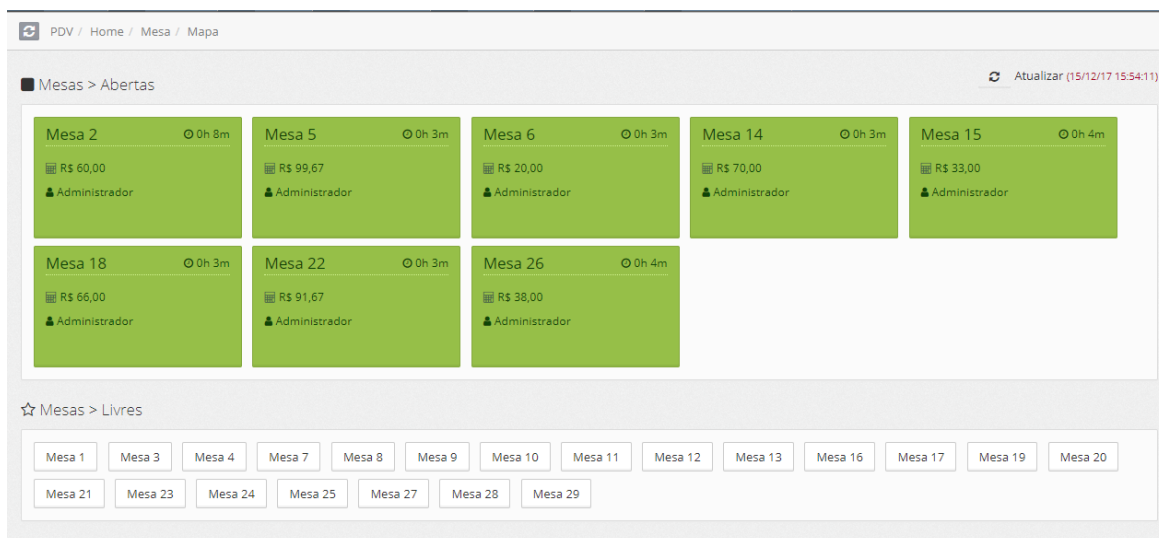 PDV / Home / Mesa / Mapa
Mesas > Abertas
Atualizar (15/12/17 15:54:11)
Mesa 2 0h 8m
R$ 60,00
Administrador
Mesa 5 0h 3m
R$ 99,67
Administrador
Mesa 6 0h 3m
R$ 20,00
Administrador
Mesa 14 0h 3m
R$ 70,00
Administrador
Mesa 15 0h 4m
R$ 33,00
Administrador
Mesa 18 0h 3m
R$ 66,00
Administrador
Mesa 22 0h 3m
R$ 91,67
Administrador
Mesa 26 0h 4m
R$ 38,00
Administrador
Mesas > Livres
Mesa 1 Mesa 3 Mesa 4 Mesa 7 Mesa 8 Mesa 9 Mesa 10 Mesa 11 Mesa 12 Mesa 13 Mesa 16 Mesa 17 Mesa 19 Mesa 20
Mesa 21 Mesa 23 Mesa 24 Mesa 25 Mesa 27 Mesa 28 Mesa 29